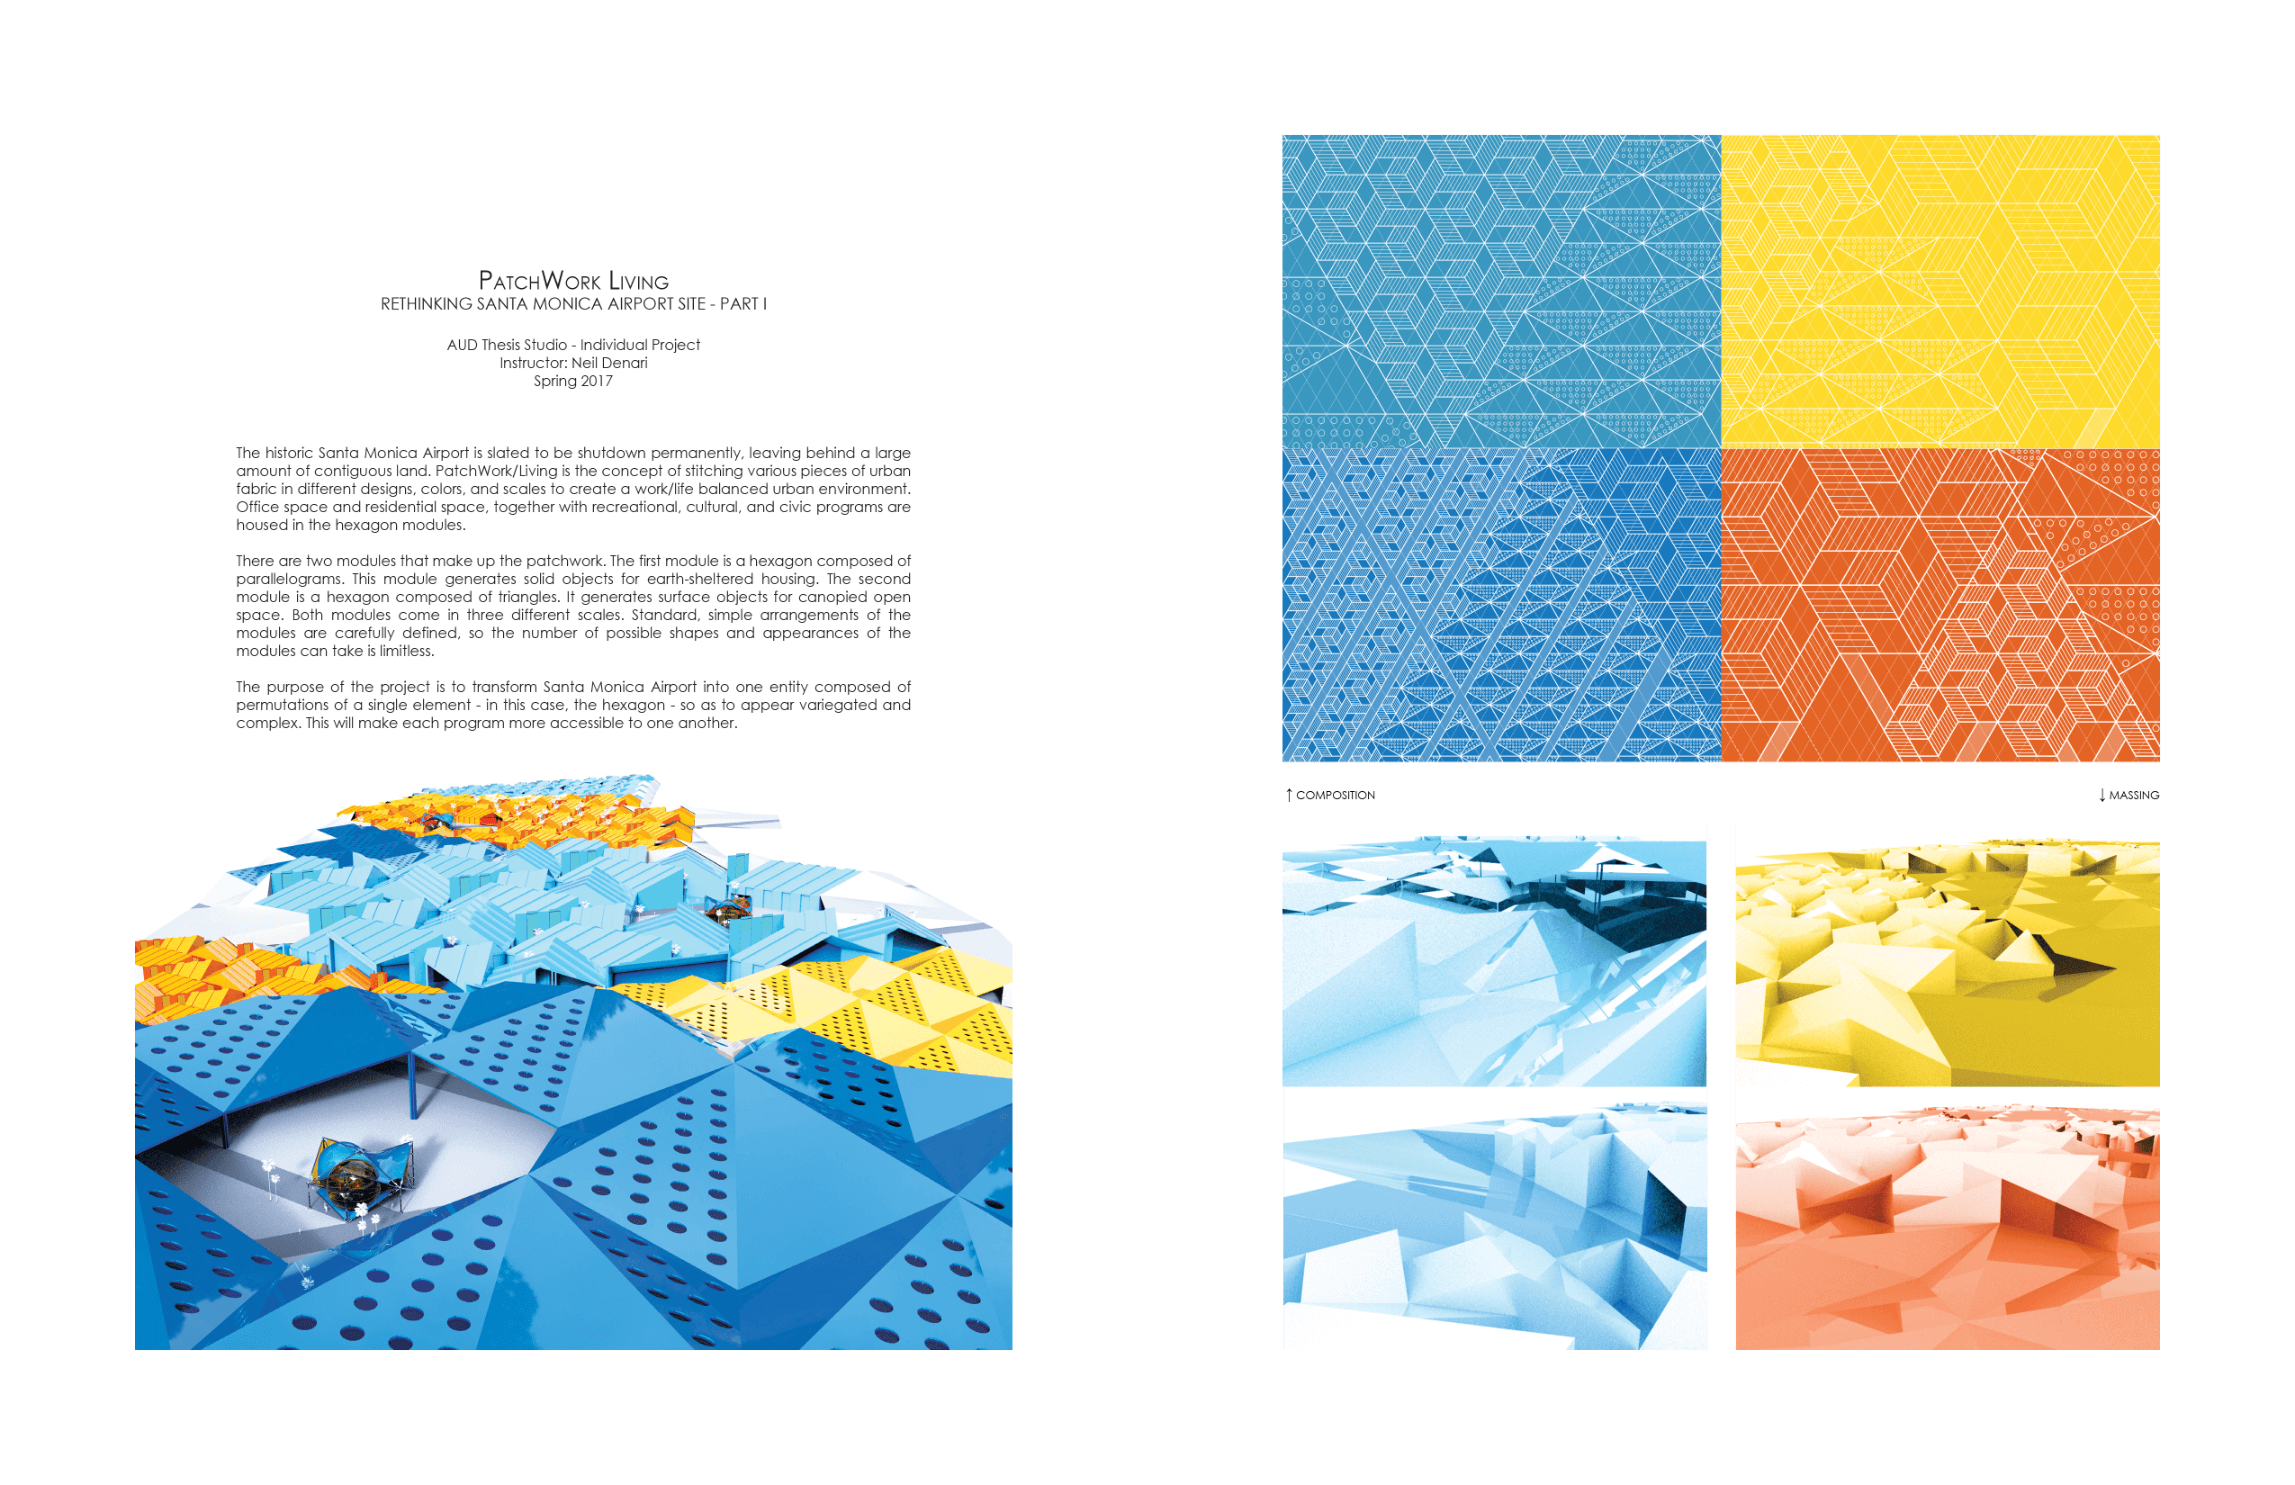 PatchWork Living
RETHINKING SANTA MONICA AIRPORT SITE - PART I
AUD Thesis Studio - Individual Project
Instructor: Neil Denari
Spring 2017
The historic Santa Monica Airport is slated to be shutdown permanently, leaving behind a large
amount of contiguous land. PatchWork/Living is the concept of stitching various pieces of urban
fabric in different designs, colors, and scales to create a work/life balanced urban environment.
Office space and residential space, together with recreational, cultural, and civic programs are
housed in the hexagon modules.
There are two modules that make up the patchwork. The first module is a hexagon composed of
parallelograms. This module generates solid objects for earth-sheltered housing. The second
module is a hexagon composed of triangles. It generates surface objects for canopied open
space. Both modules come in three different scales. Standard, simple arrangements of the
modules are carefully defined, so the number of possible shapes and appearances of the
modules can take is limitless.
The purpose of the project is to transform Santa Monica Airport into one entity composed of
permutations of a single element - in this case, the hexagon - so as to appear variegated and
complex. This will make each program more accessible to one another.
↑ COMPOSITION
↓ MASSING